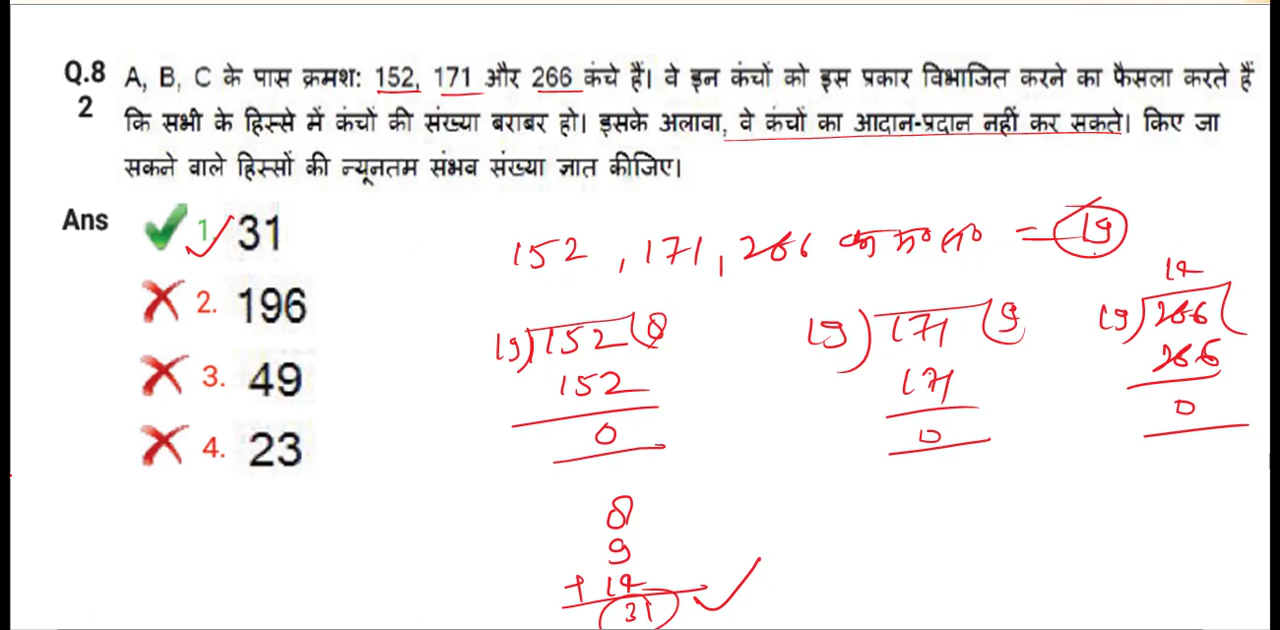 Q.8 A, B, C के पास क्रमश: 152, 171 और 266 कंचे हैं। वे इन कंचों को इस प्रकार विभाजित करने का फैसला करते हैं
2 कि सभी के हिस्से में कंचों की संख्या बराबर हो। इसके अलावा, वे कंचों का आदान-प्रदान नहीं कर सकते। किए जा
सकने वाले हिस्सों की न्यूनतम संभव संख्या ज्ञात कीजिए।
Ans 1. 31
2. 196
3. 49
4. 23
152, 171, 266 का म० स० = 19
14
19) 152 (8 19) 171 (9 19) 266 (
152 171 266
0 0 0
8
9
+ 14
31